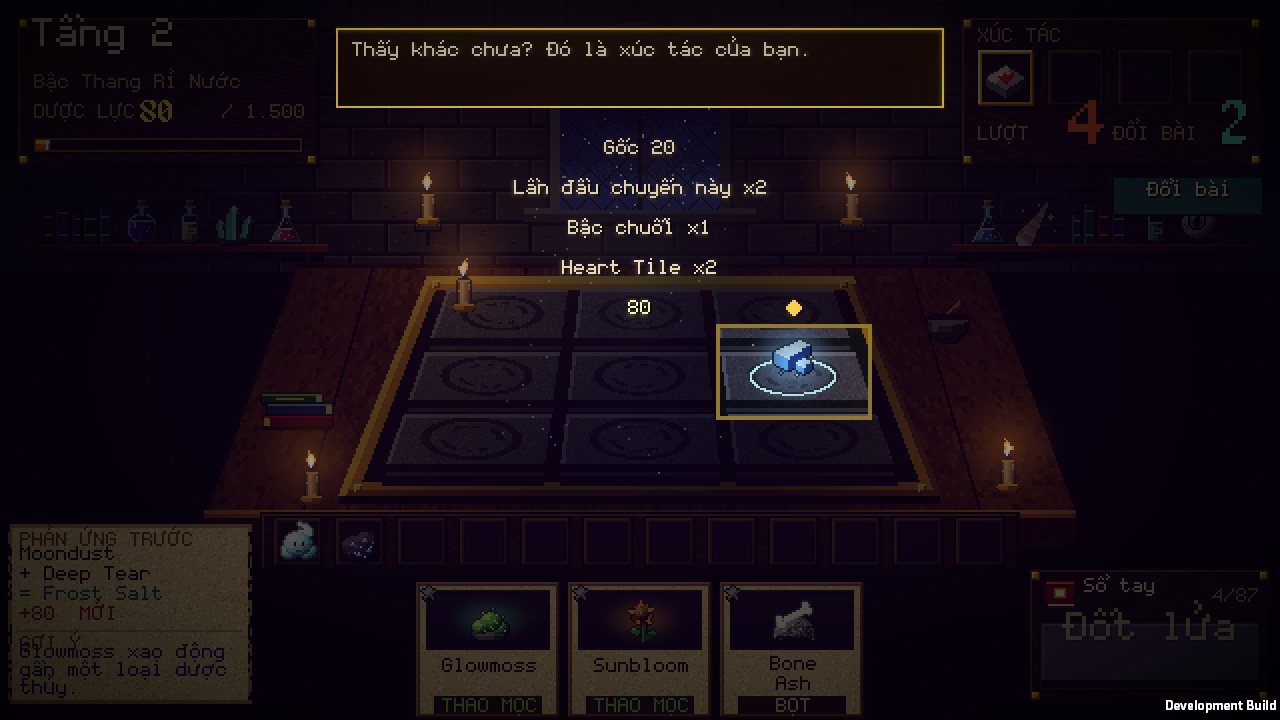 Tầng 2
Bậc Thang Rỉ Nước
DƯỢC LỰC 80 / 1.500
Thấy khác chưa? Đó là xúc tác của bạn.
XÚC TÁC
LƯỢT 4 ĐỔI BÀI 2
Đổi bài
Gốc 20
Lần đầu chuyến này x2
Bậc chuỗi x1
Heart Tile x2
80
PHẢN ỨNG TRƯỚC
Moondust
+ Deep Tear
= Frost Salt
+80 MỚI
GỢI Ý
Glowmoss xao động
gần một loại dược
thủy.
Glowmoss
THẢO MỘC
Sunbloom
THẢO MỘC
Bone
Ash
BỘT
Sổ tay 4/87
Đốt lửa
Development Build